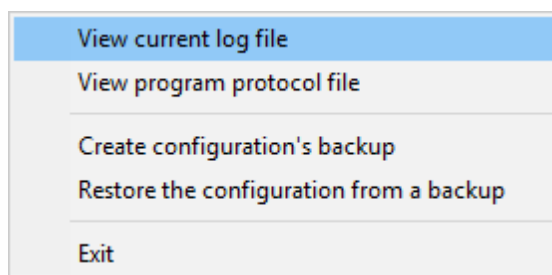 View current log file
View program protocol file
Create configuration's backup
Restore the configuration from a backup
Exit